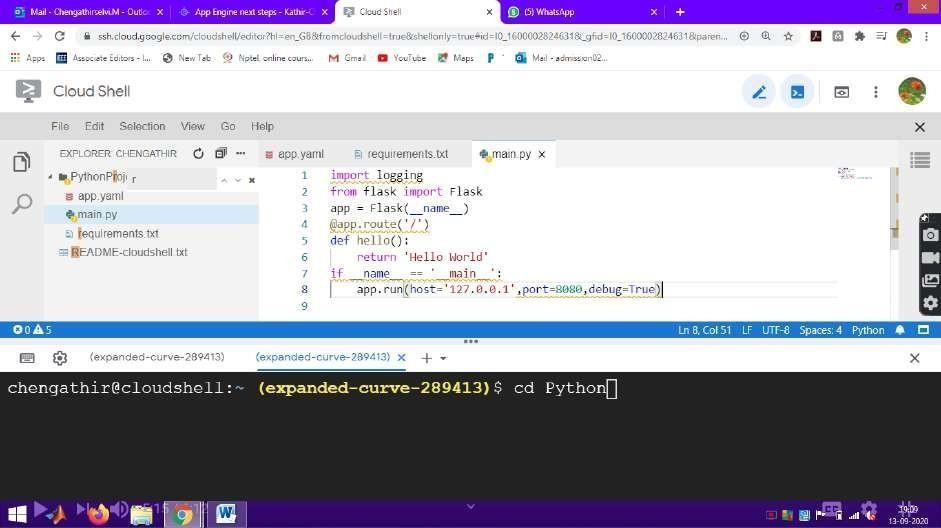 Mail - Chengathirselvi.M - Outloo
App Engine next steps - Kathir-C
Cloud Shell
(5) WhatsApp
ssh.cloud.google.com/cloudshell/editor?hl=en_GB&fromcloudshell=true&shellonly=true#id=I0_1600002824631&_gfid=I0_1600002824631&paren...
Apps
Associate Editors - I...
New Tab
Nptel, online cours...
Gmail
YouTube
Maps
P
Mail - admission02...
Cloud Shell
File Edit Selection View Go Help
EXPLORER: CHENGATHIR
app.yaml
requirements.txt
main.py
PythonProj
r
app.yaml
main.py
requirements.txt
README-cloudshell.txt
1 import logging
2 from flask import Flask
3 app = Flask(__name__)
4 @app.route('/')
5 def hello():
6 return 'Hello World'
7 if __name__ == '__main__':
8 app.run(host='127.0.0.1',port=8080,debug=True)
9
0 5
Ln 8, Col 51 LF UTF-8 Spaces: 4 Python
(expanded-curve-289413)
(expanded-curve-289413)
chengathir@cloudshell:~ (expanded-curve-289413)$ cd Python
19:09
13-09-2020